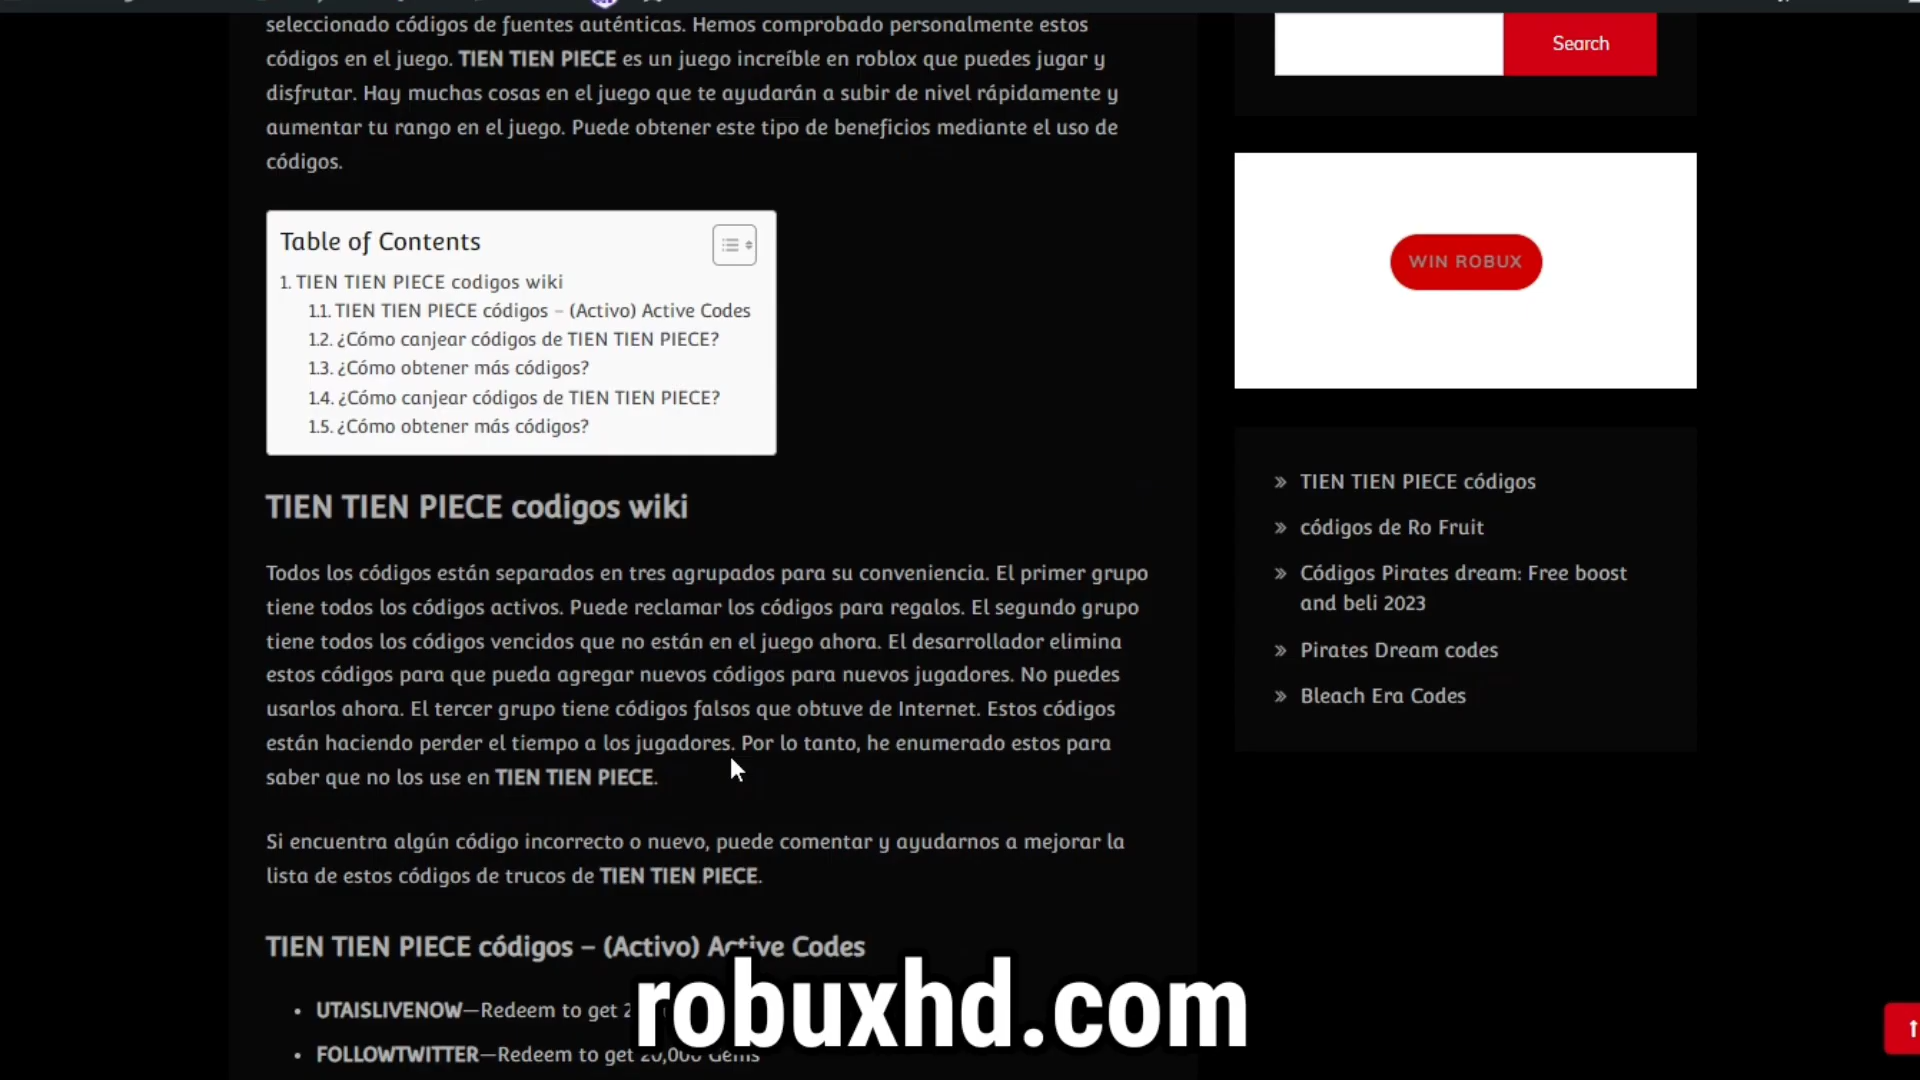 seleccionado códigos de fuentes auténticas. Hemos comprobado personalmente estos
códigos en el juego. TIEN TIEN PIECE es un juego increíble en roblox que puedes jugar y
disfrutar. Hay muchas cosas en el juego que te ayudarán a subir de nivel rápidamente y
aumentar tu rango en el juego. Puede obtener este tipo de beneficios mediante el uso de
códigos.
Table of Contents
1. TIEN TIEN PIECE codigos wiki
1.1. TIEN TIEN PIECE códigos – (Activo) Active Codes
1.2. ¿Cómo canjear códigos de TIEN TIEN PIECE?
1.3. ¿Cómo obtener más códigos?
1.4. ¿Cómo canjear códigos de TIEN TIEN PIECE?
1.5. ¿Cómo obtener más códigos?
TIEN TIEN PIECE codigos wiki
Todos los códigos están separados en tres agrupados para su conveniencia. El primer grupo
tiene todos los códigos activos. Puede reclamar los códigos para regalos. El segundo grupo
tiene todos los códigos vencidos que no están en el juego ahora. El desarrollador elimina
estos códigos para que pueda agregar nuevos códigos para nuevos jugadores. No puedes
usarlos ahora. El tercer grupo tiene códigos falsos que obtuve de Internet. Estos códigos
están haciendo perder el tiempo a los jugadores. Por lo tanto, he enumerado estos para
saber que no los use en TIEN TIEN PIECE.
Si encuentra algún código incorrecto o nuevo, puede comentar y ayudarnos a mejorar la
lista de estos códigos de trucos de TIEN TIEN PIECE.
TIEN TIEN PIECE códigos – (Activo) Active Codes
• UTAISLIVENOW—Redeem to get
• FOLLOWTWITTER—Redeem to get 20,000 Gems
robuxhd.com
Search
WIN ROBUX
» TIEN TIEN PIECE códigos
» códigos de Ro Fruit
» Códigos Pirates dream: Free boost
and beli 2023
» Pirates Dream codes
» Bleach Era Codes